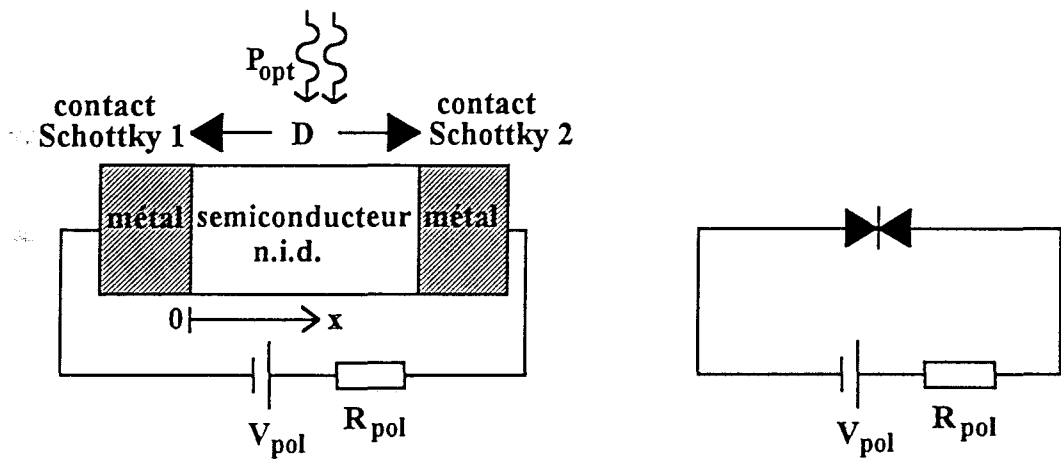 P_opt
contact
Schottky 1
D
contact
Schottky 2
métal
semiconducteur
n.i.d.
métal
0
x
V_pol
R_pol
V_pol
R_pol